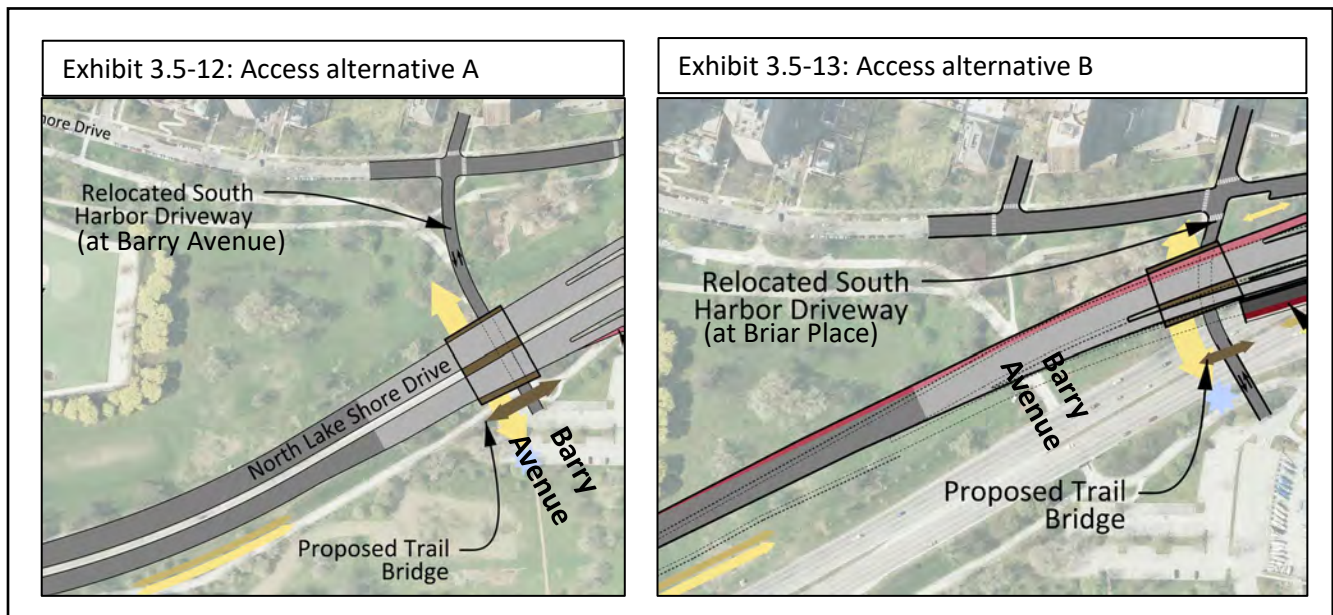 Exhibit 3.5-12: Access alternative A
ore Drive
Relocated South
Harbor Driveway
(at Barry Avenue)
North Lake Shore Drive
Barry
Avenue
Proposed Trail
Bridge
Exhibit 3.5-13: Access alternative B
Relocated South
Harbor Driveway
(at Briar Place)
Barry
Avenue
Proposed Trail
Bridge